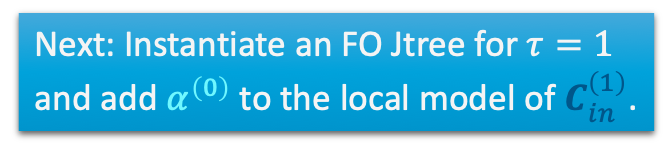 Next: Instantiate an FO Jtree for τ = 1
and add α⁽⁰⁾ to the local model of 𝑪ᵢₙ⁽¹⁾.